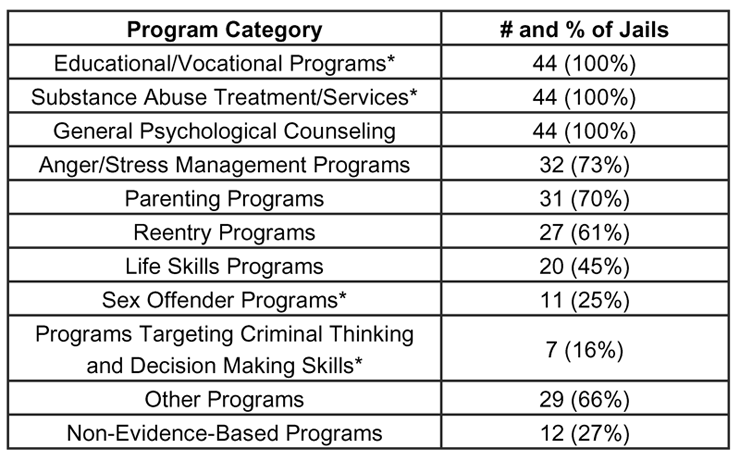 Program Category # and % of Jails
Educational/Vocational Programs* 44 (100%)
Substance Abuse Treatment/Services* 44 (100%)
General Psychological Counseling 44 (100%)
Anger/Stress Management Programs 32 (73%)
Parenting Programs 31 (70%)
Reentry Programs 27 (61%)
Life Skills Programs 20 (45%)
Sex Offender Programs* 11 (25%)
Programs Targeting Criminal Thinking
and Decision Making Skills* 7 (16%)
Other Programs 29 (66%)
Non-Evidence-Based Programs 12 (27%)